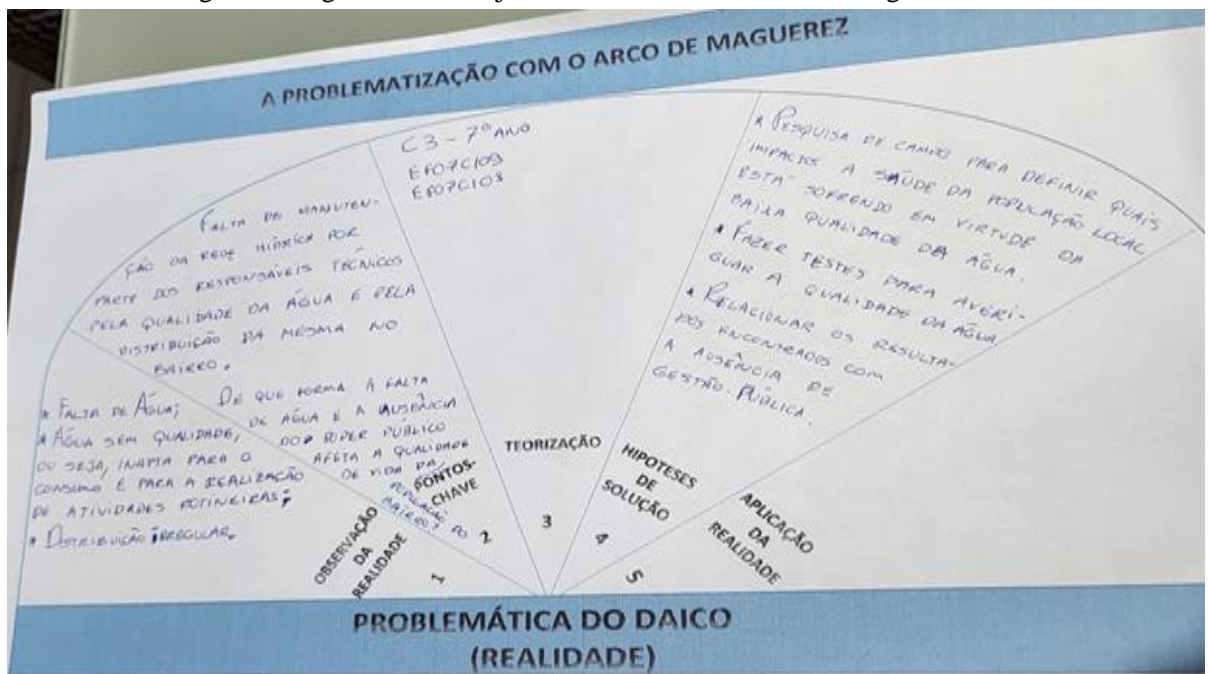 A PROBLEMATIZAÇÃO COM O ARCO DE MAGUEREZ
* FALTA DE ÁGUA;
* ÁGUA SEM QUALIDADE,
OU SEJA, INAPTA PARA O
CONSUMO E PARA A REALIZAÇÃO
DE ATIVIDADES ROTINEIRAS;
* DISTRIBUIÇÃO IRREGULAR.
OBSERVAÇÃO
DA
REALIDADE
1
FALTA DE MANUTEN-
ÇÃO DA REDE HÍDRICA POR
PARTE DOS RESPONSÁVEIS TÉCNICOS
PELA QUALIDADE DA ÁGUA E PELA
DISTRIBUIÇÃO DA MESMA NO
BAIRRO.
DE QUE FORMA A FALTA
DE ÁGUA E A AUSÊNCIA
DO PODER PÚBLICO
AFETA A QUALIDADE
DE VIDA DA
POPULAÇÃO DO
BAIRRO?
PONTOS-
CHAVE
2
C3 - 7º ANO
EF07CI09
EF07CI08
TEORIZAÇÃO
3
* PESQUISA DE CAMPO PARA DEFINIR QUAIS
IMPACTOS A SAÚDE DA POPULAÇÃO LOCAL
ESTÁ SOFRENDO EM VIRTUDE DA
BAIXA QUALIDADE DA ÁGUA.
* FAZER TESTES PARA AVERI-
GUAR A QUALIDADE DA ÁGUA.
* RELACIONAR OS RESULTA-
DOS ENCONTRADOS COM
A AUSÊNCIA DE
GESTÃO PÚBLICA.
HIPOTESES
DE
SOLUÇÃO
4
APLICAÇÃO
DA
REALIDADE
5
PROBLEMÁTICA DO DAICO
(REALIDADE)